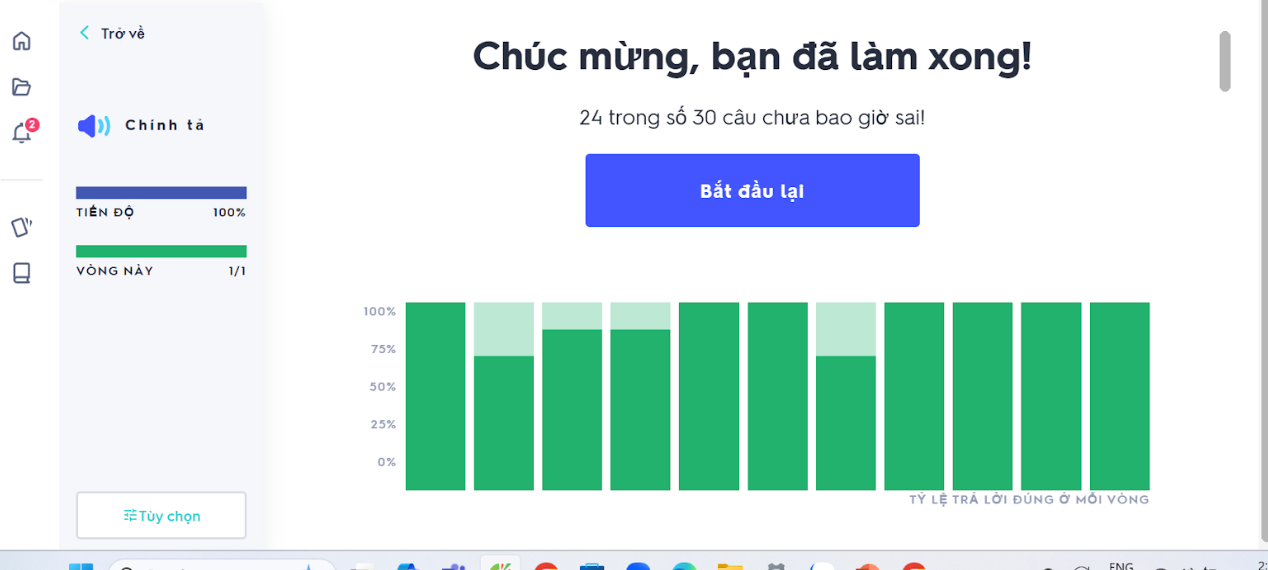 Trở về
2
Chính tả
TIẾN ĐỘ 100%
VÒNG NÀY 1/1
Tùy chọn
Chúc mừng, bạn đã làm xong!
24 trong số 30 câu chưa bao giờ sai!
Bắt đầu lại
100%
75%
50%
25%
0%
TỶ LỆ TRẢ LỜI ĐÚNG Ở MỖI VÒNG
ENG